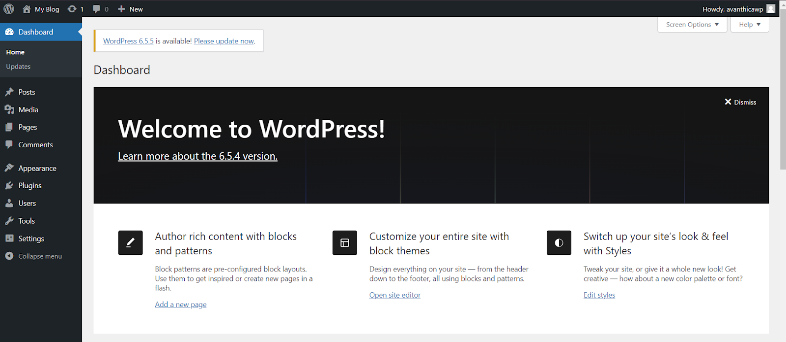 My Blog 1 0 New Howdy, avanthicawp
Dashboard
Home
Updates
Posts
Media
Pages
Comments
Appearance
Plugins
Users
Tools
Settings
Collapse menu
Screen Options Help
WordPress 6.5.5 is available! Please update now.
Dashboard
Dismiss
Welcome to WordPress!
Learn more about the 6.5.4 version.
Author rich content with blocks
and patterns
Block patterns are pre-configured block layouts.
Use them to get inspired or create new pages in a
flash.
Add a new page
Customize your entire site with
block themes
Design everything on your site — from the header
down to the footer, all using blocks and patterns.
Open site editor
Switch up your site's look & feel
with Styles
Tweak your site, or give it a whole new look! Get
creative — how about a new color palette or font?
Edit styles